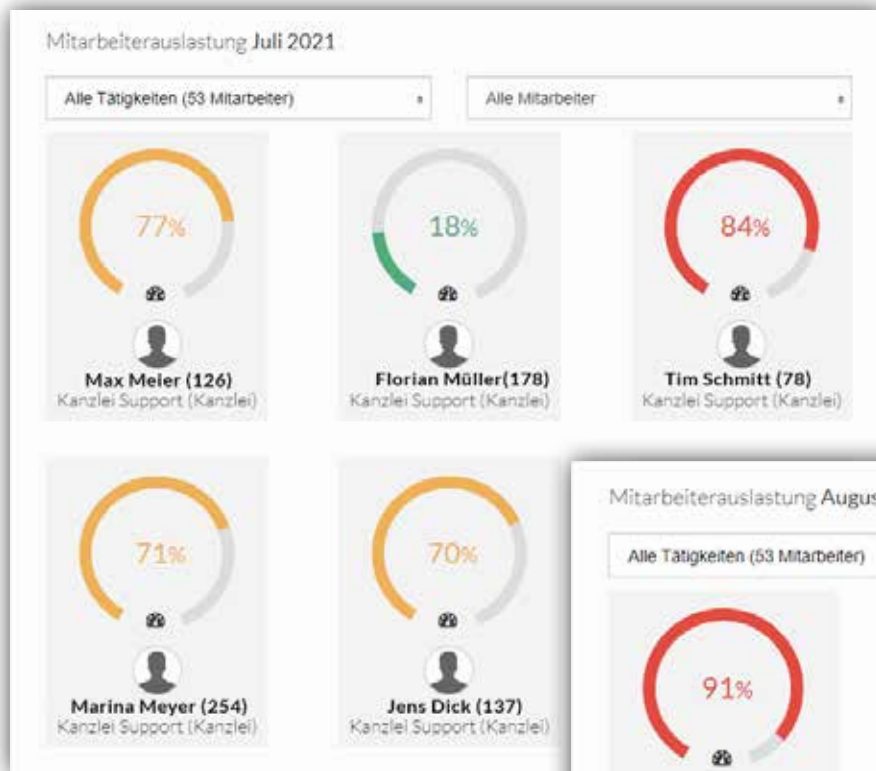 Mitarbeiterauslastung Juli 2021
Alle Tätigkeiten (53 Mitarbeiter) Alle Mitarbeiter
77% 18% 84%
Max Meier (126) Florian Müller(178) Tim Schmitt (78)
Kanzlei Support (Kanzlei) Kanzlei Support (Kanzlei) Kanzlei Support (Kanzlei)
71% 70%
Marina Meyer (254) Jens Dick (137)
Kanzlei Support (Kanzlei) Kanzlei Support (Kanzlei)
Mitarbeiterauslastung Augus
Alle Tätigkeiten (53 Mitarbeiter)
91%